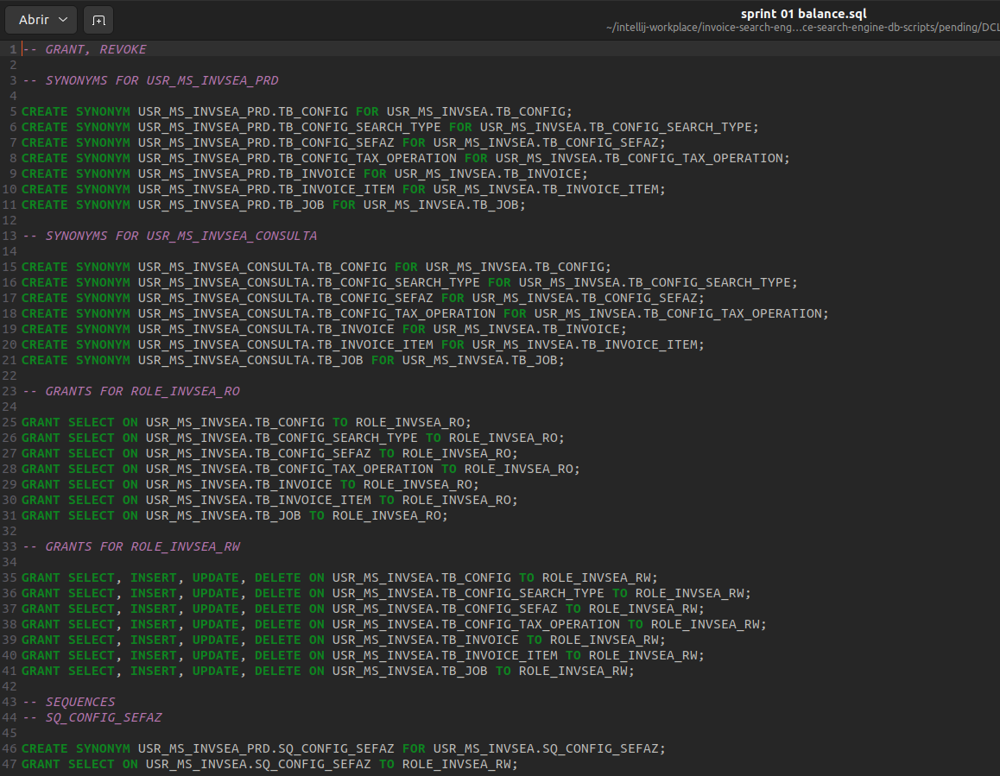 Abrir
sprint 01 balance.sql
~/intellij-workplace/invoice-search-eng…ce-search-engine-db-scripts/pending/DCL
1 -- GRANT, REVOKE
2
3 -- SYNONYMS FOR USR_MS_INVSEA_PRD
4
5 CREATE SYNONYM USR_MS_INVSEA_PRD.TB_CONFIG FOR USR_MS_INVSEA.TB_CONFIG;
6 CREATE SYNONYM USR_MS_INVSEA_PRD.TB_CONFIG_SEARCH_TYPE FOR USR_MS_INVSEA.TB_CONFIG_SEARCH_TYPE;
7 CREATE SYNONYM USR_MS_INVSEA_PRD.TB_CONFIG_SEFAZ FOR USR_MS_INVSEA.TB_CONFIG_SEFAZ;
8 CREATE SYNONYM USR_MS_INVSEA_PRD.TB_CONFIG_TAX_OPERATION FOR USR_MS_INVSEA.TB_CONFIG_TAX_OPERATION;
9 CREATE SYNONYM USR_MS_INVSEA_PRD.TB_INVOICE FOR USR_MS_INVSEA.TB_INVOICE;
10 CREATE SYNONYM USR_MS_INVSEA_PRD.TB_INVOICE_ITEM FOR USR_MS_INVSEA.TB_INVOICE_ITEM;
11 CREATE SYNONYM USR_MS_INVSEA_PRD.TB_JOB FOR USR_MS_INVSEA.TB_JOB;
12
13 -- SYNONYMS FOR USR_MS_INVSEA_CONSULTA
14
15 CREATE SYNONYM USR_MS_INVSEA_CONSULTA.TB_CONFIG FOR USR_MS_INVSEA.TB_CONFIG;
16 CREATE SYNONYM USR_MS_INVSEA_CONSULTA.TB_CONFIG_SEARCH_TYPE FOR USR_MS_INVSEA.TB_CONFIG_SEARCH_TYPE;
17 CREATE SYNONYM USR_MS_INVSEA_CONSULTA.TB_CONFIG_SEFAZ FOR USR_MS_INVSEA.TB_CONFIG_SEFAZ;
18 CREATE SYNONYM USR_MS_INVSEA_CONSULTA.TB_CONFIG_TAX_OPERATION FOR USR_MS_INVSEA.TB_CONFIG_TAX_OPERATION;
19 CREATE SYNONYM USR_MS_INVSEA_CONSULTA.TB_INVOICE FOR USR_MS_INVSEA.TB_INVOICE;
20 CREATE SYNONYM USR_MS_INVSEA_CONSULTA.TB_INVOICE_ITEM FOR USR_MS_INVSEA.TB_INVOICE_ITEM;
21 CREATE SYNONYM USR_MS_INVSEA_CONSULTA.TB_JOB FOR USR_MS_INVSEA.TB_JOB;
22
23 -- GRANTS FOR ROLE_INVSEA_RO
24
25 GRANT SELECT ON USR_MS_INVSEA.TB_CONFIG TO ROLE_INVSEA_RO;
26 GRANT SELECT ON USR_MS_INVSEA.TB_CONFIG_SEARCH_TYPE TO ROLE_INVSEA_RO;
27 GRANT SELECT ON USR_MS_INVSEA.TB_CONFIG_SEFAZ TO ROLE_INVSEA_RO;
28 GRANT SELECT ON USR_MS_INVSEA.TB_CONFIG_TAX_OPERATION TO ROLE_INVSEA_RO;
29 GRANT SELECT ON USR_MS_INVSEA.TB_INVOICE TO ROLE_INVSEA_RO;
30 GRANT SELECT ON USR_MS_INVSEA.TB_INVOICE_ITEM TO ROLE_INVSEA_RO;
31 GRANT SELECT ON USR_MS_INVSEA.TB_JOB TO ROLE_INVSEA_RO;
32
33 -- GRANTS FOR ROLE_INVSEA_RW
34
35 GRANT SELECT, INSERT, UPDATE, DELETE ON USR_MS_INVSEA.TB_CONFIG TO ROLE_INVSEA_RW;
36 GRANT SELECT, INSERT, UPDATE, DELETE ON USR_MS_INVSEA.TB_CONFIG_SEARCH_TYPE TO ROLE_INVSEA_RW;
37 GRANT SELECT, INSERT, UPDATE, DELETE ON USR_MS_INVSEA.TB_CONFIG_SEFAZ TO ROLE_INVSEA_RW;
38 GRANT SELECT, INSERT, UPDATE, DELETE ON USR_MS_INVSEA.TB_CONFIG_TAX_OPERATION TO ROLE_INVSEA_RW;
39 GRANT SELECT, INSERT, UPDATE, DELETE ON USR_MS_INVSEA.TB_INVOICE TO ROLE_INVSEA_RW;
40 GRANT SELECT, INSERT, UPDATE, DELETE ON USR_MS_INVSEA.TB_INVOICE_ITEM TO ROLE_INVSEA_RW;
41 GRANT SELECT, INSERT, UPDATE, DELETE ON USR_MS_INVSEA.TB_JOB TO ROLE_INVSEA_RW;
42
43 -- SEQUENCES
44 -- SQ_CONFIG_SEFAZ
45
46 CREATE SYNONYM USR_MS_INVSEA_PRD.SQ_CONFIG_SEFAZ FOR USR_MS_INVSEA.SQ_CONFIG_SEFAZ;
47 GRANT SELECT ON USR_MS_INVSEA.SQ_CONFIG_SEFAZ TO ROLE_INVSEA_RW;